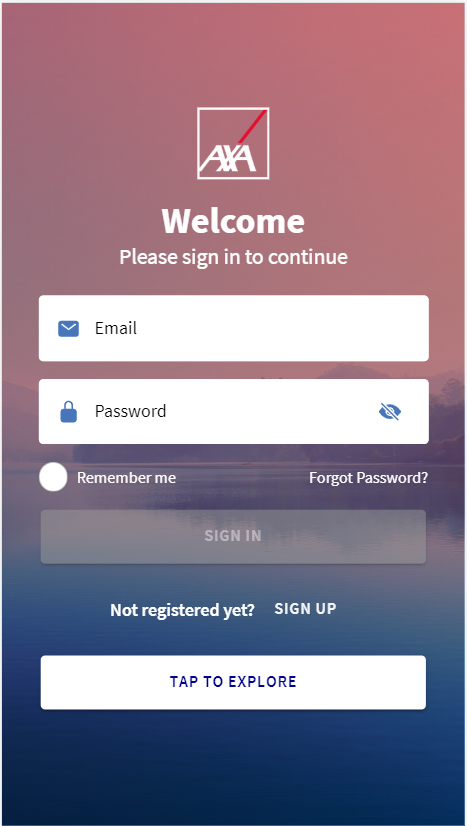 AXA
Welcome
Please sign in to continue
Email
Password
Remember me
Forgot Password?
SIGN IN
Not registered yet? SIGN UP
TAP TO EXPLORE